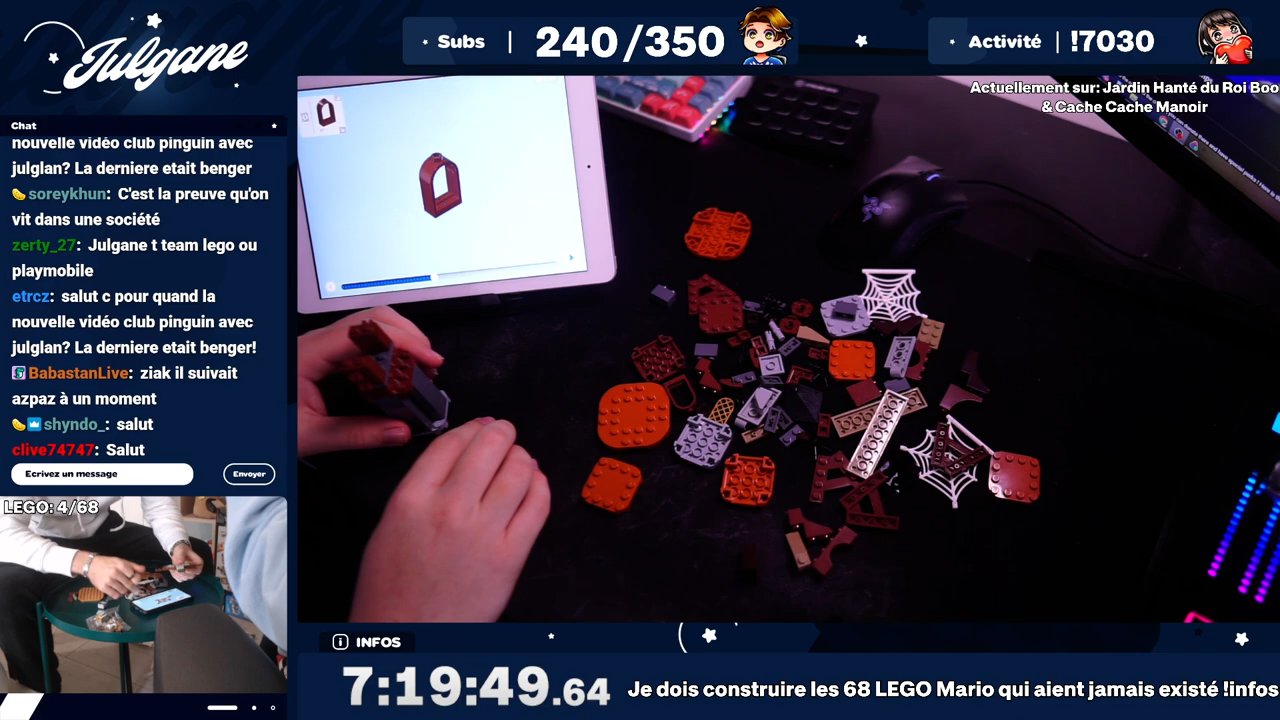 Julgane
Subs | 240/350
Activité | !7030
Actuellement sur: Jardin Hanté du Roi Boo
& Cache Cache Manoir
Chat
nouvelle vidéo club pinguin avec
julglan? La derniere etait benger
soreykhun: C'est la preuve qu'on
vit dans une société
zerty_27: Julgane t team lego ou
playmobile
etrcz: salut c pour quand la
nouvelle vidéo club pinguin avec
julglan? La derniere etait benger!
BabastanLive: ziak il suivait
azpaz à un moment
shyndo_: salut
clive74747: Salut
Ecrivez un message
Envoyer
LEGO: 4/68
INFOS
7:19:49.64
Je dois construire les 68 LEGO Mario qui aient jamais existé !infos